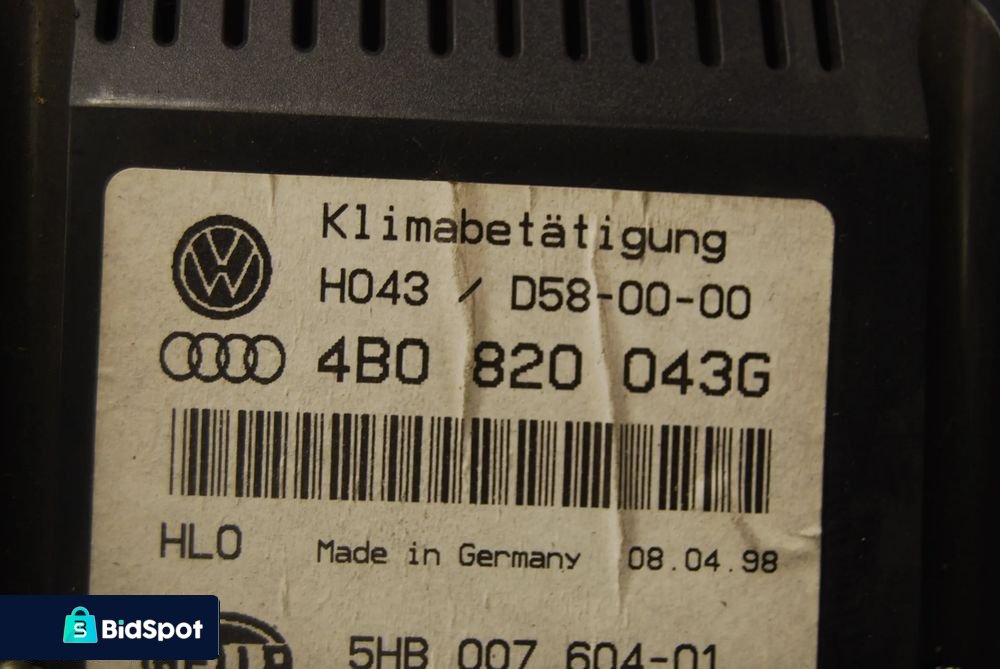 Klimabetätigung
H043 / D58-00-00
4B0 820 043G
HLO Made in Germany 08.04.98
5HB 007 604-01
BidSpot